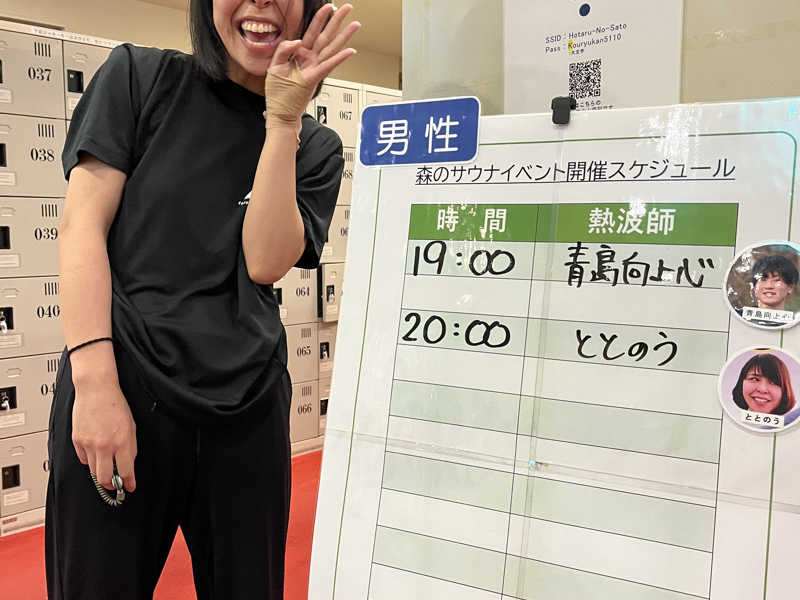 SSID : Hotaru-No-Sato
Pass : Kouryukan5110
男性
森のサウナイベント開催スケジュール
時 間 熱波師
19:00 青島向上心
20:00 ととのう
青島向上心
ととのう
037
038
039
040
04
067
068
064
065
066